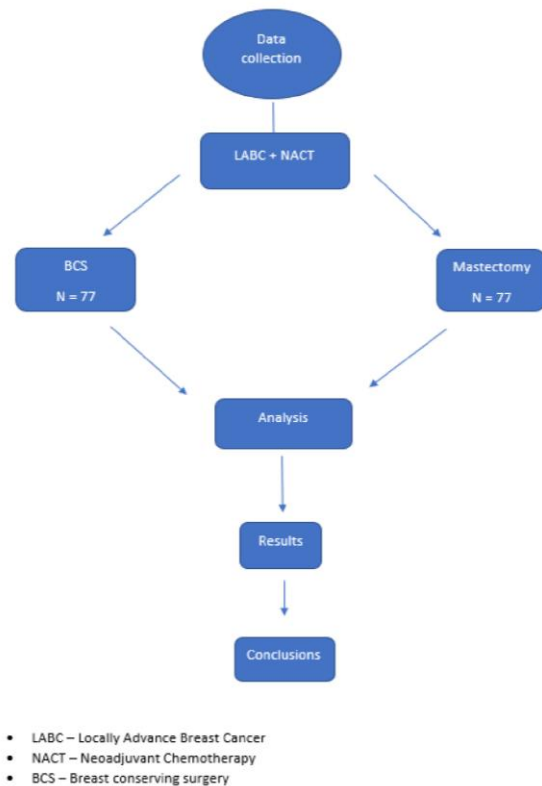 Data
collection
LABC + NACT
BCS
N = 77
Mastectomy
N = 77
Analysis
Results
Conclusions
• LABC – Locally Advance Breast Cancer
• NACT – Neoadjuvant Chemotherapy
• BCS – Breast conserving surgery